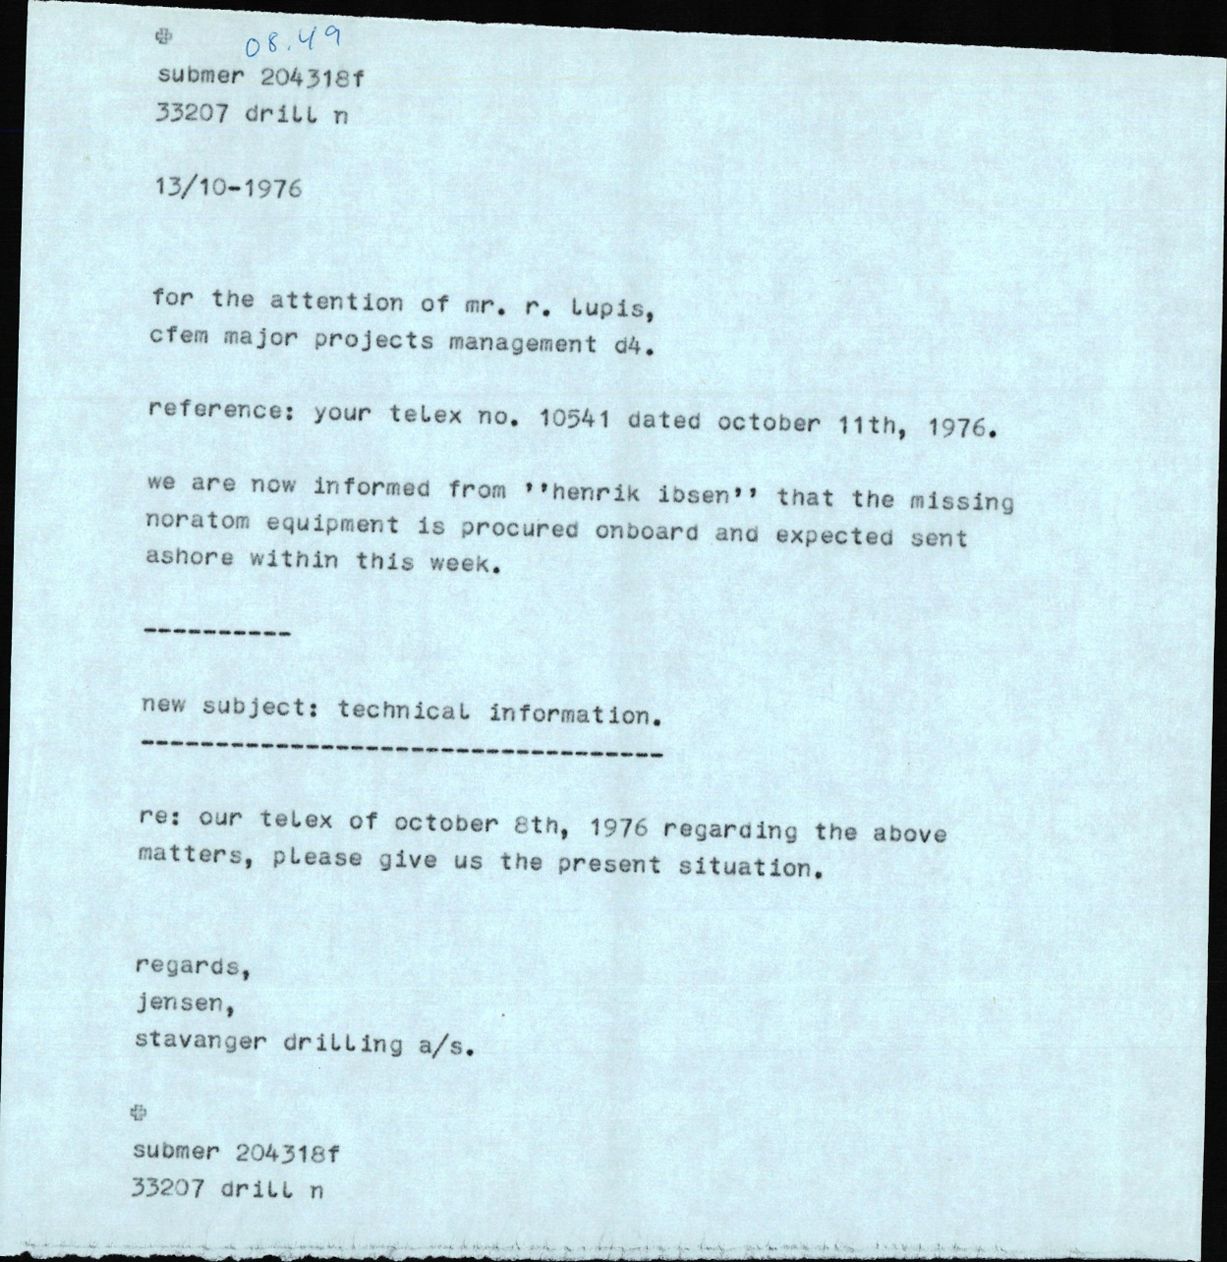 08.49
submer 204318f
33207 drill n
13/10-1976
for the attention of mr. r. lupis,
cfem major projects management d4.
reference: your telex no. 10541 dated october 11th, 1976.
we are now informed from ''henrik ibsen'' that the missing
noratom equipment is procured onboard and expected sent
ashore within this week.
----------
new subject: technical information.
-----------------------------------
re: our telex of october 8th, 1976 regarding the above
matters, please give us the present situation.
regards,
jensen,
stavanger drilling a/s.
submer 204318f
33207 drill n